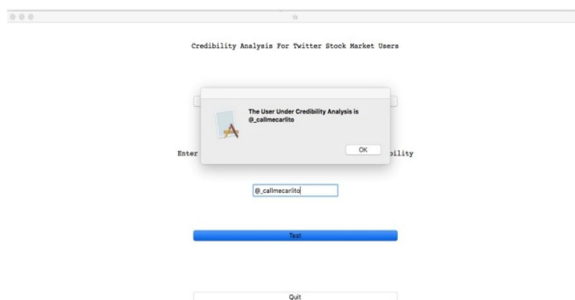 Credibility Analysis For Twitter Stock Market Users
The User Under Credibility Analysis is
@_callmecarlito
OK
Enter
@_callmecarlito
Test
Quit